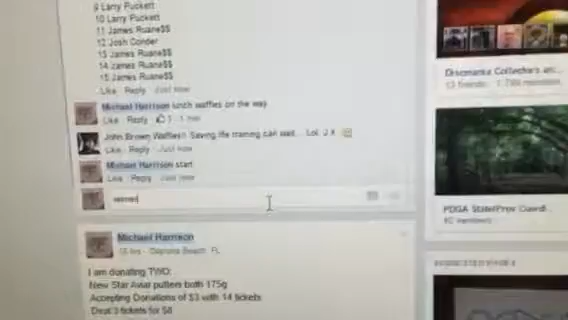 9 Larry Puckett
10 Larry Puckett
11 James Ruane$$
12 Josh Conder
13 James Ruane$$
14 James Ruane$$
15 James Ruane$$
Like · Reply · Just now
Michael Harrison lunch waffles on the way
Like · Reply · 1 · 1 min
John Brown Waffles!! Saving life training can wait... Lol. J.K
Like · Reply · Just now
Michael Harrison start
Like · Reply · Just now
Discmania Collectors an...
PDGA State/Prov Coord...
Michael Harrison
Daytona Beach, FL
I am donating TWO:
New Star Aviar putters both 175g
Accepting Donations of $3 with 14 tickets
Deal 3 tickets for $8